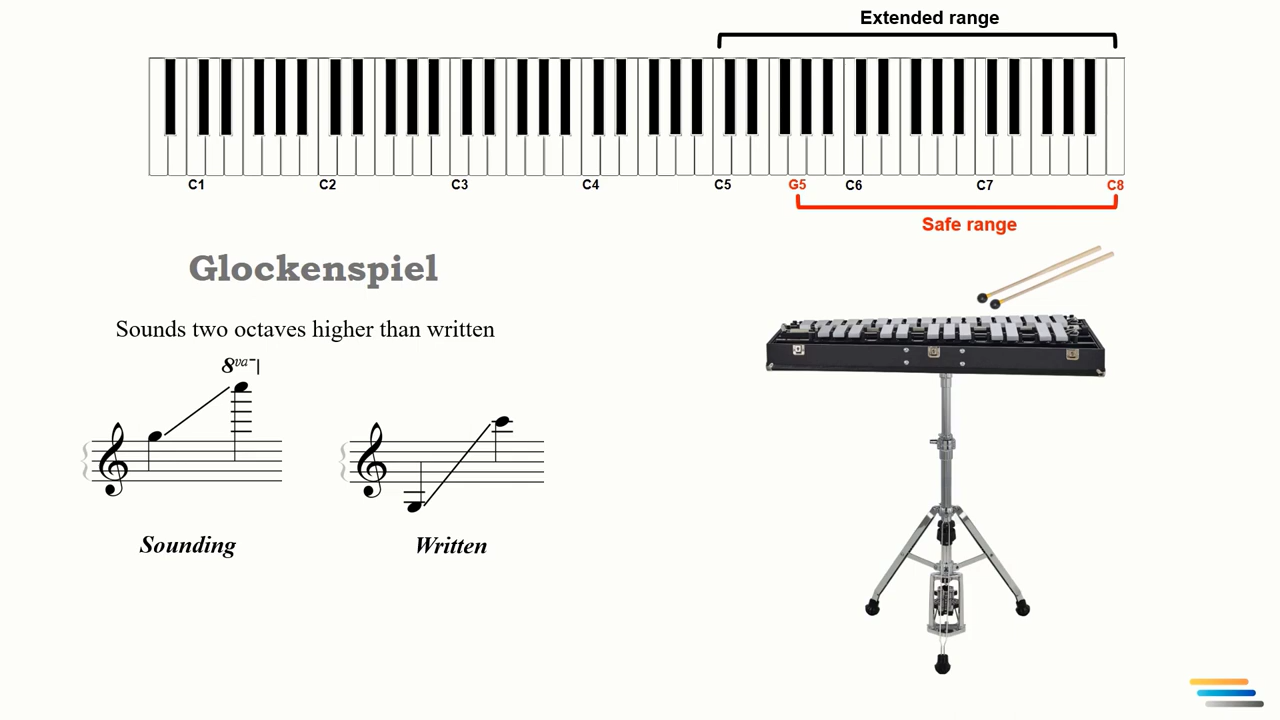 Extended range
C1 C2 C3 C4 C5 G5 C6 C7 C8
Safe range
Glockenspiel
Sounds two octaves higher than written
8va
Sounding Written